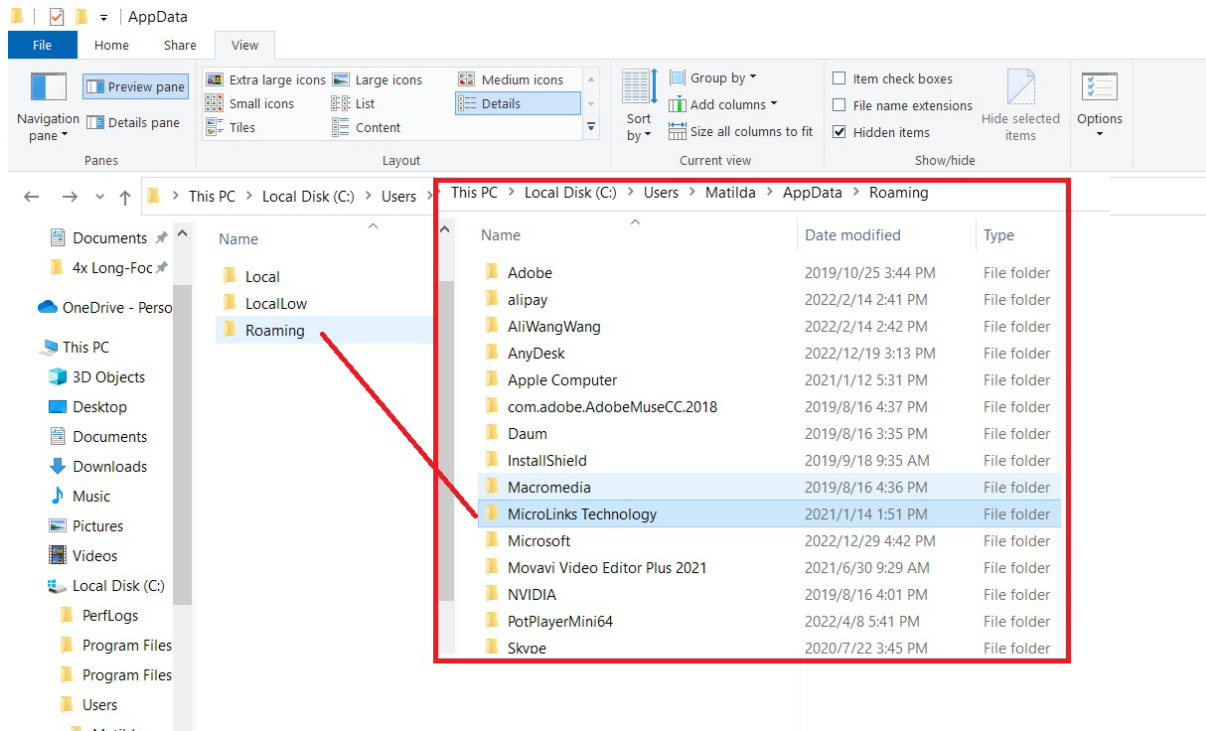 AppData
File Home Share View
Preview pane
Navigation pane
Details pane
Panes
Extra large icons Large icons Medium icons
Small icons List Details
Tiles Content
Layout
Sort by
Group by
Add columns
Size all columns to fit
Current view
Item check boxes
File name extensions
Hidden items
Hide selected items
Show/hide
Options
This PC > Local Disk (C:) > Users >
This PC > Local Disk (C:) > Users > Matilda > AppData > Roaming
Documents
4x Long-Foc
OneDrive - Perso
This PC
3D Objects
Desktop
Documents
Downloads
Music
Pictures
Videos
Local Disk (C:)
PerfLogs
Program Files
Program Files
Users
Name
Local
LocalLow
Roaming
Name Date modified Type
Adobe 2019/10/25 3:44 PM File folder
alipay 2022/2/14 2:41 PM File folder
AliWangWang 2022/2/14 2:42 PM File folder
AnyDesk 2022/12/19 3:13 PM File folder
Apple Computer 2021/1/12 5:31 PM File folder
com.adobe.AdobeMuseCC.2018 2019/8/16 4:37 PM File folder
Daum 2019/8/16 3:35 PM File folder
InstallShield 2019/9/18 9:35 AM File folder
Macromedia 2019/8/16 4:36 PM File folder
MicroLinks Technology 2021/1/14 1:51 PM File folder
Microsoft 2022/12/29 4:42 PM File folder
Movavi Video Editor Plus 2021 2021/6/30 9:29 AM File folder
NVIDIA 2019/8/16 4:01 PM File folder
PotPlayerMini64 2022/4/8 5:41 PM File folder
Skype 2020/7/22 3:45 PM File folder